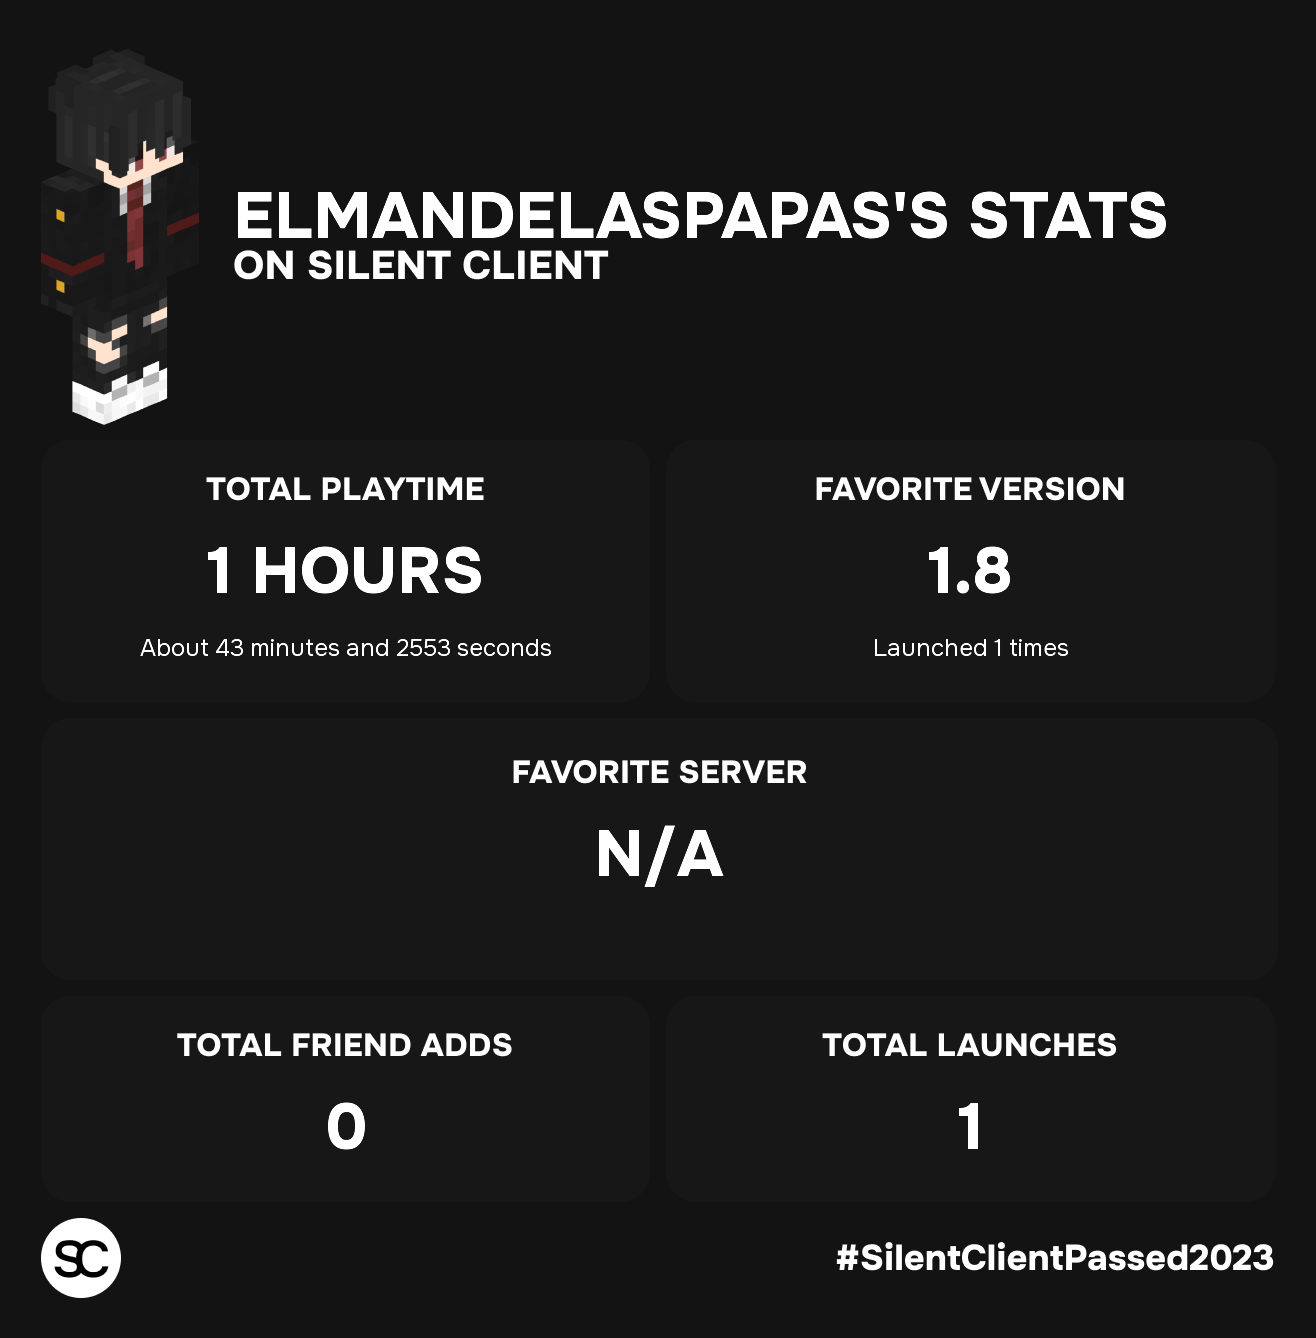 ELMANDELASPAPAS'S STATS
ON SILENT CLIENT
TOTAL PLAYTIME
1 HOURS
About 43 minutes and 2553 seconds
FAVORITE VERSION
1.8
Launched 1 times
FAVORITE SERVER
N/A
TOTAL FRIEND ADDS
0
TOTAL LAUNCHES
1
SC
#SilentClientPassed2023